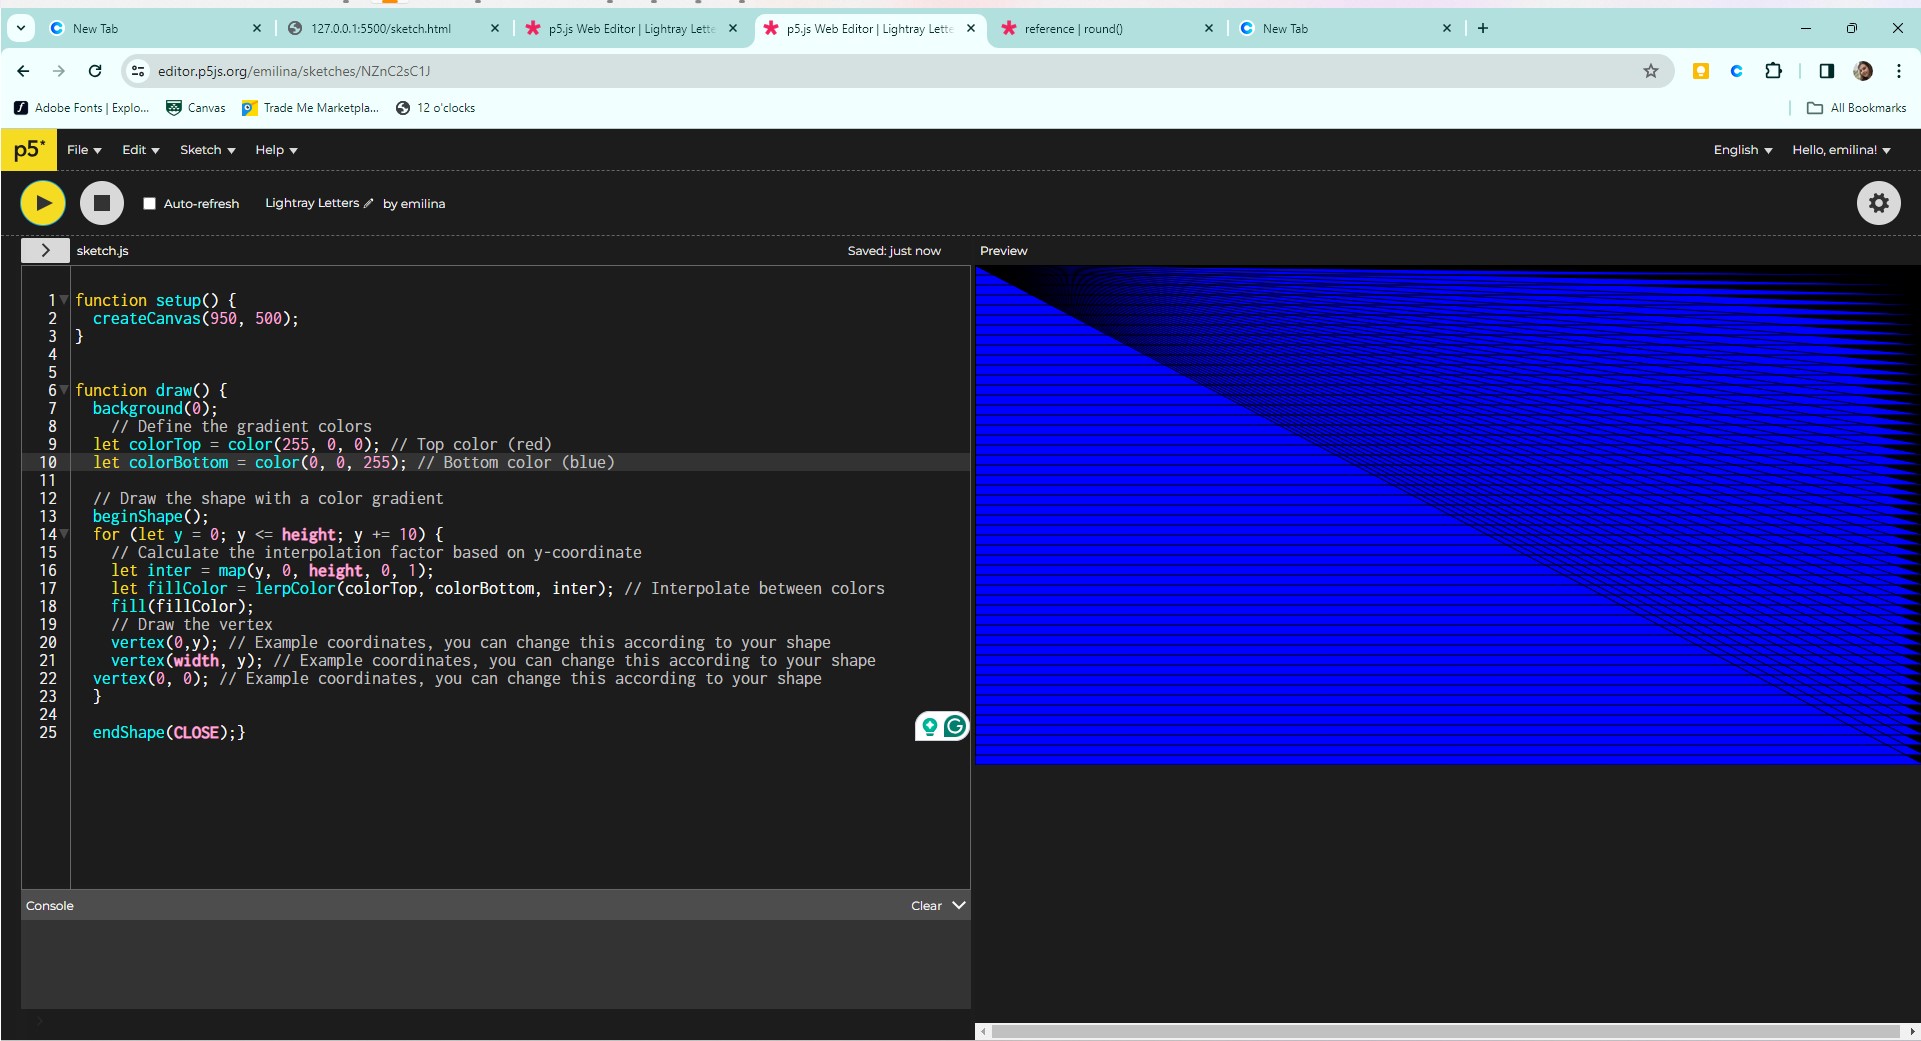 New Tab
127.0.0.1:5500/sketch.html
p5.js Web Editor | Lightray Lette
p5.js Web Editor | Lightray Lette
reference | round()
New Tab
editor.p5js.org/emilina/sketches/NZnC2sC1J
Adobe Fonts | Explo...
Canvas
Trade Me Marketpla...
12 o'clocks
All Bookmarks
p5*
File
Edit
Sketch
Help
English
Hello, emilina!
Auto-refresh
Lightray Letters
by emilina
sketch.js
Saved: just now
Preview
1 function setup() {
2 createCanvas(950, 500);
3 }
4
5
6 function draw() {
7 background(0);
8 // Define the gradient colors
9 let colorTop = color(255, 0, 0); // Top color (red)
10 let colorBottom = color(0, 0, 255); // Bottom color (blue)
11
12 // Draw the shape with a color gradient
13 beginShape();
14 for (let y = 0; y <= height; y += 10) {
15 // Calculate the interpolation factor based on y-coordinate
16 let inter = map(y, 0, height, 0, 1);
17 let fillColor = lerpColor(colorTop, colorBottom, inter); // Interpolate between colors
18 fill(fillColor);
19 // Draw the vertex
20 vertex(0,y); // Example coordinates, you can change this according to your shape
21 vertex(width, y); // Example coordinates, you can change this according to your shape
22 vertex(0, 0); // Example coordinates, you can change this according to your shape
23 }
24
25 endShape(CLOSE);}
Console
Clear